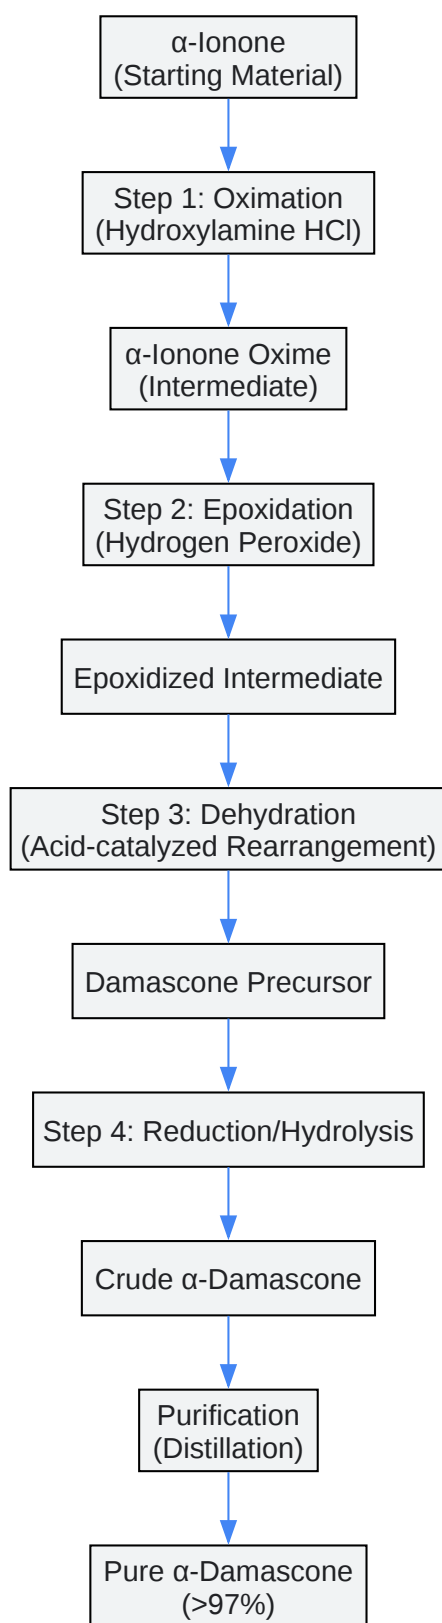 α-Ionone
(Starting Material)
Step 1: Oximation
(Hydroxylamine HCl)
α-Ionone Oxime
(Intermediate)
Step 2: Epoxidation
(Hydrogen Peroxide)
Epoxidized Intermediate
Step 3: Dehydration
(Acid-catalyzed Rearrangement)
Damascone Precursor
Step 4: Reduction/Hydrolysis
Crude α-Damascone
Purification
(Distillation)
Pure α-Damascone
(>97%)